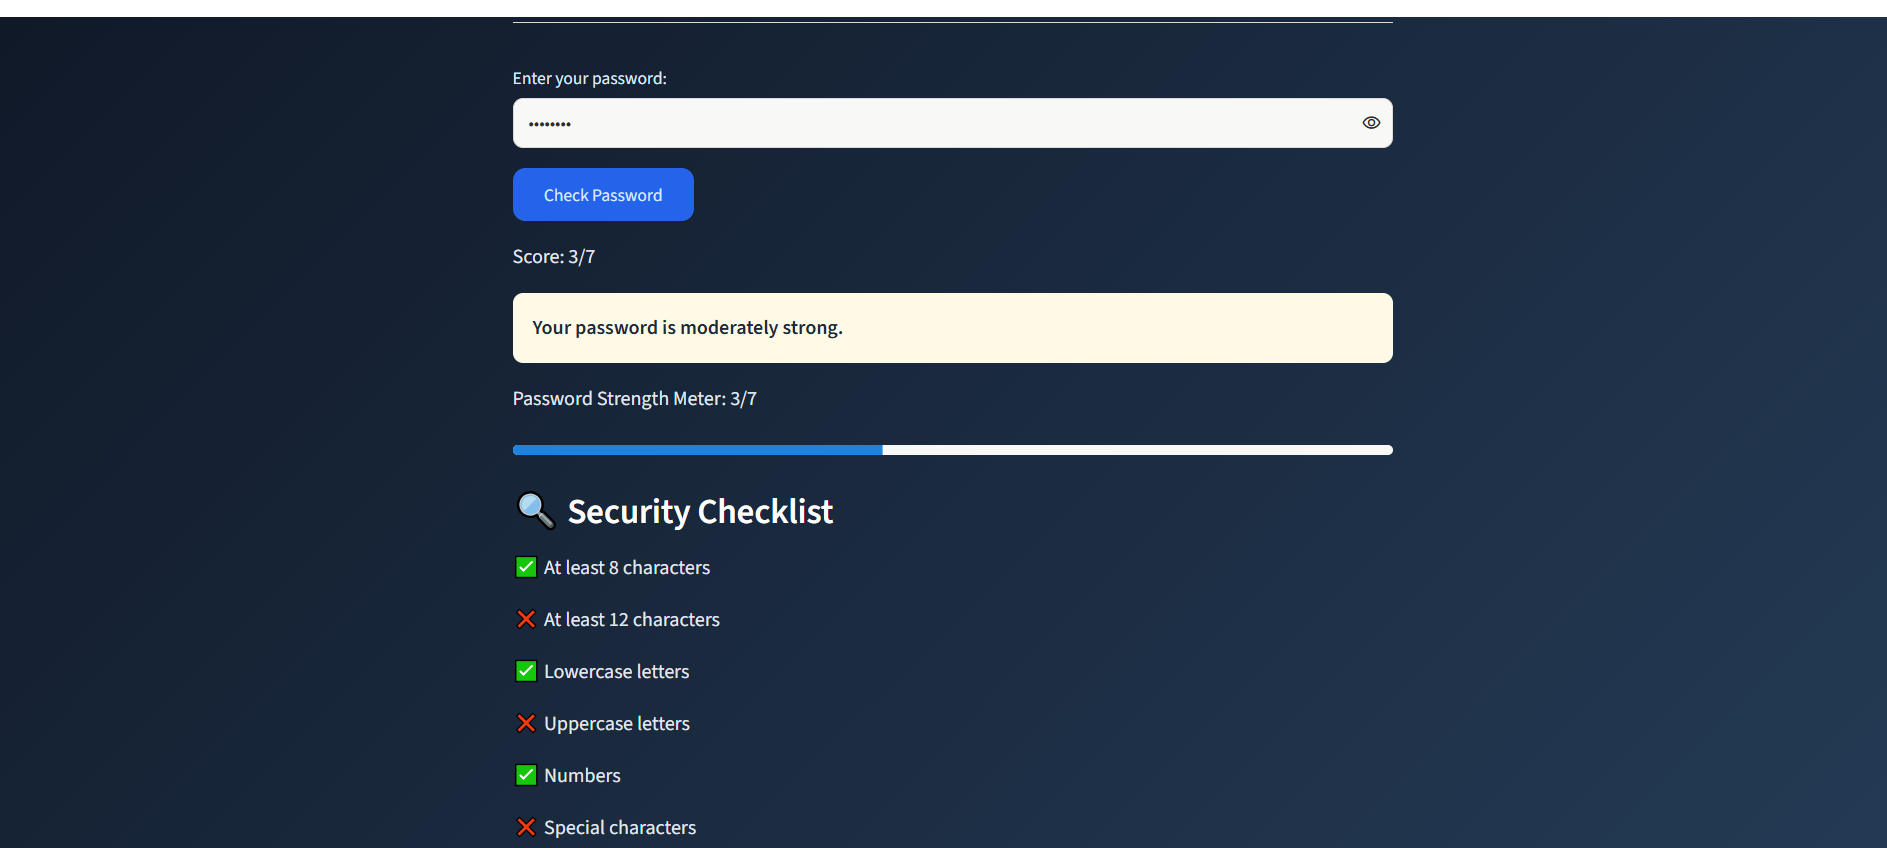 Enter your password:
••••••••
Check Password
Score: 3/7
Your password is moderately strong.
Password Strength Meter: 3/7
🔍 Security Checklist
✅ At least 8 characters
❌ At least 12 characters
✅ Lowercase letters
❌ Uppercase letters
✅ Numbers
❌ Special characters